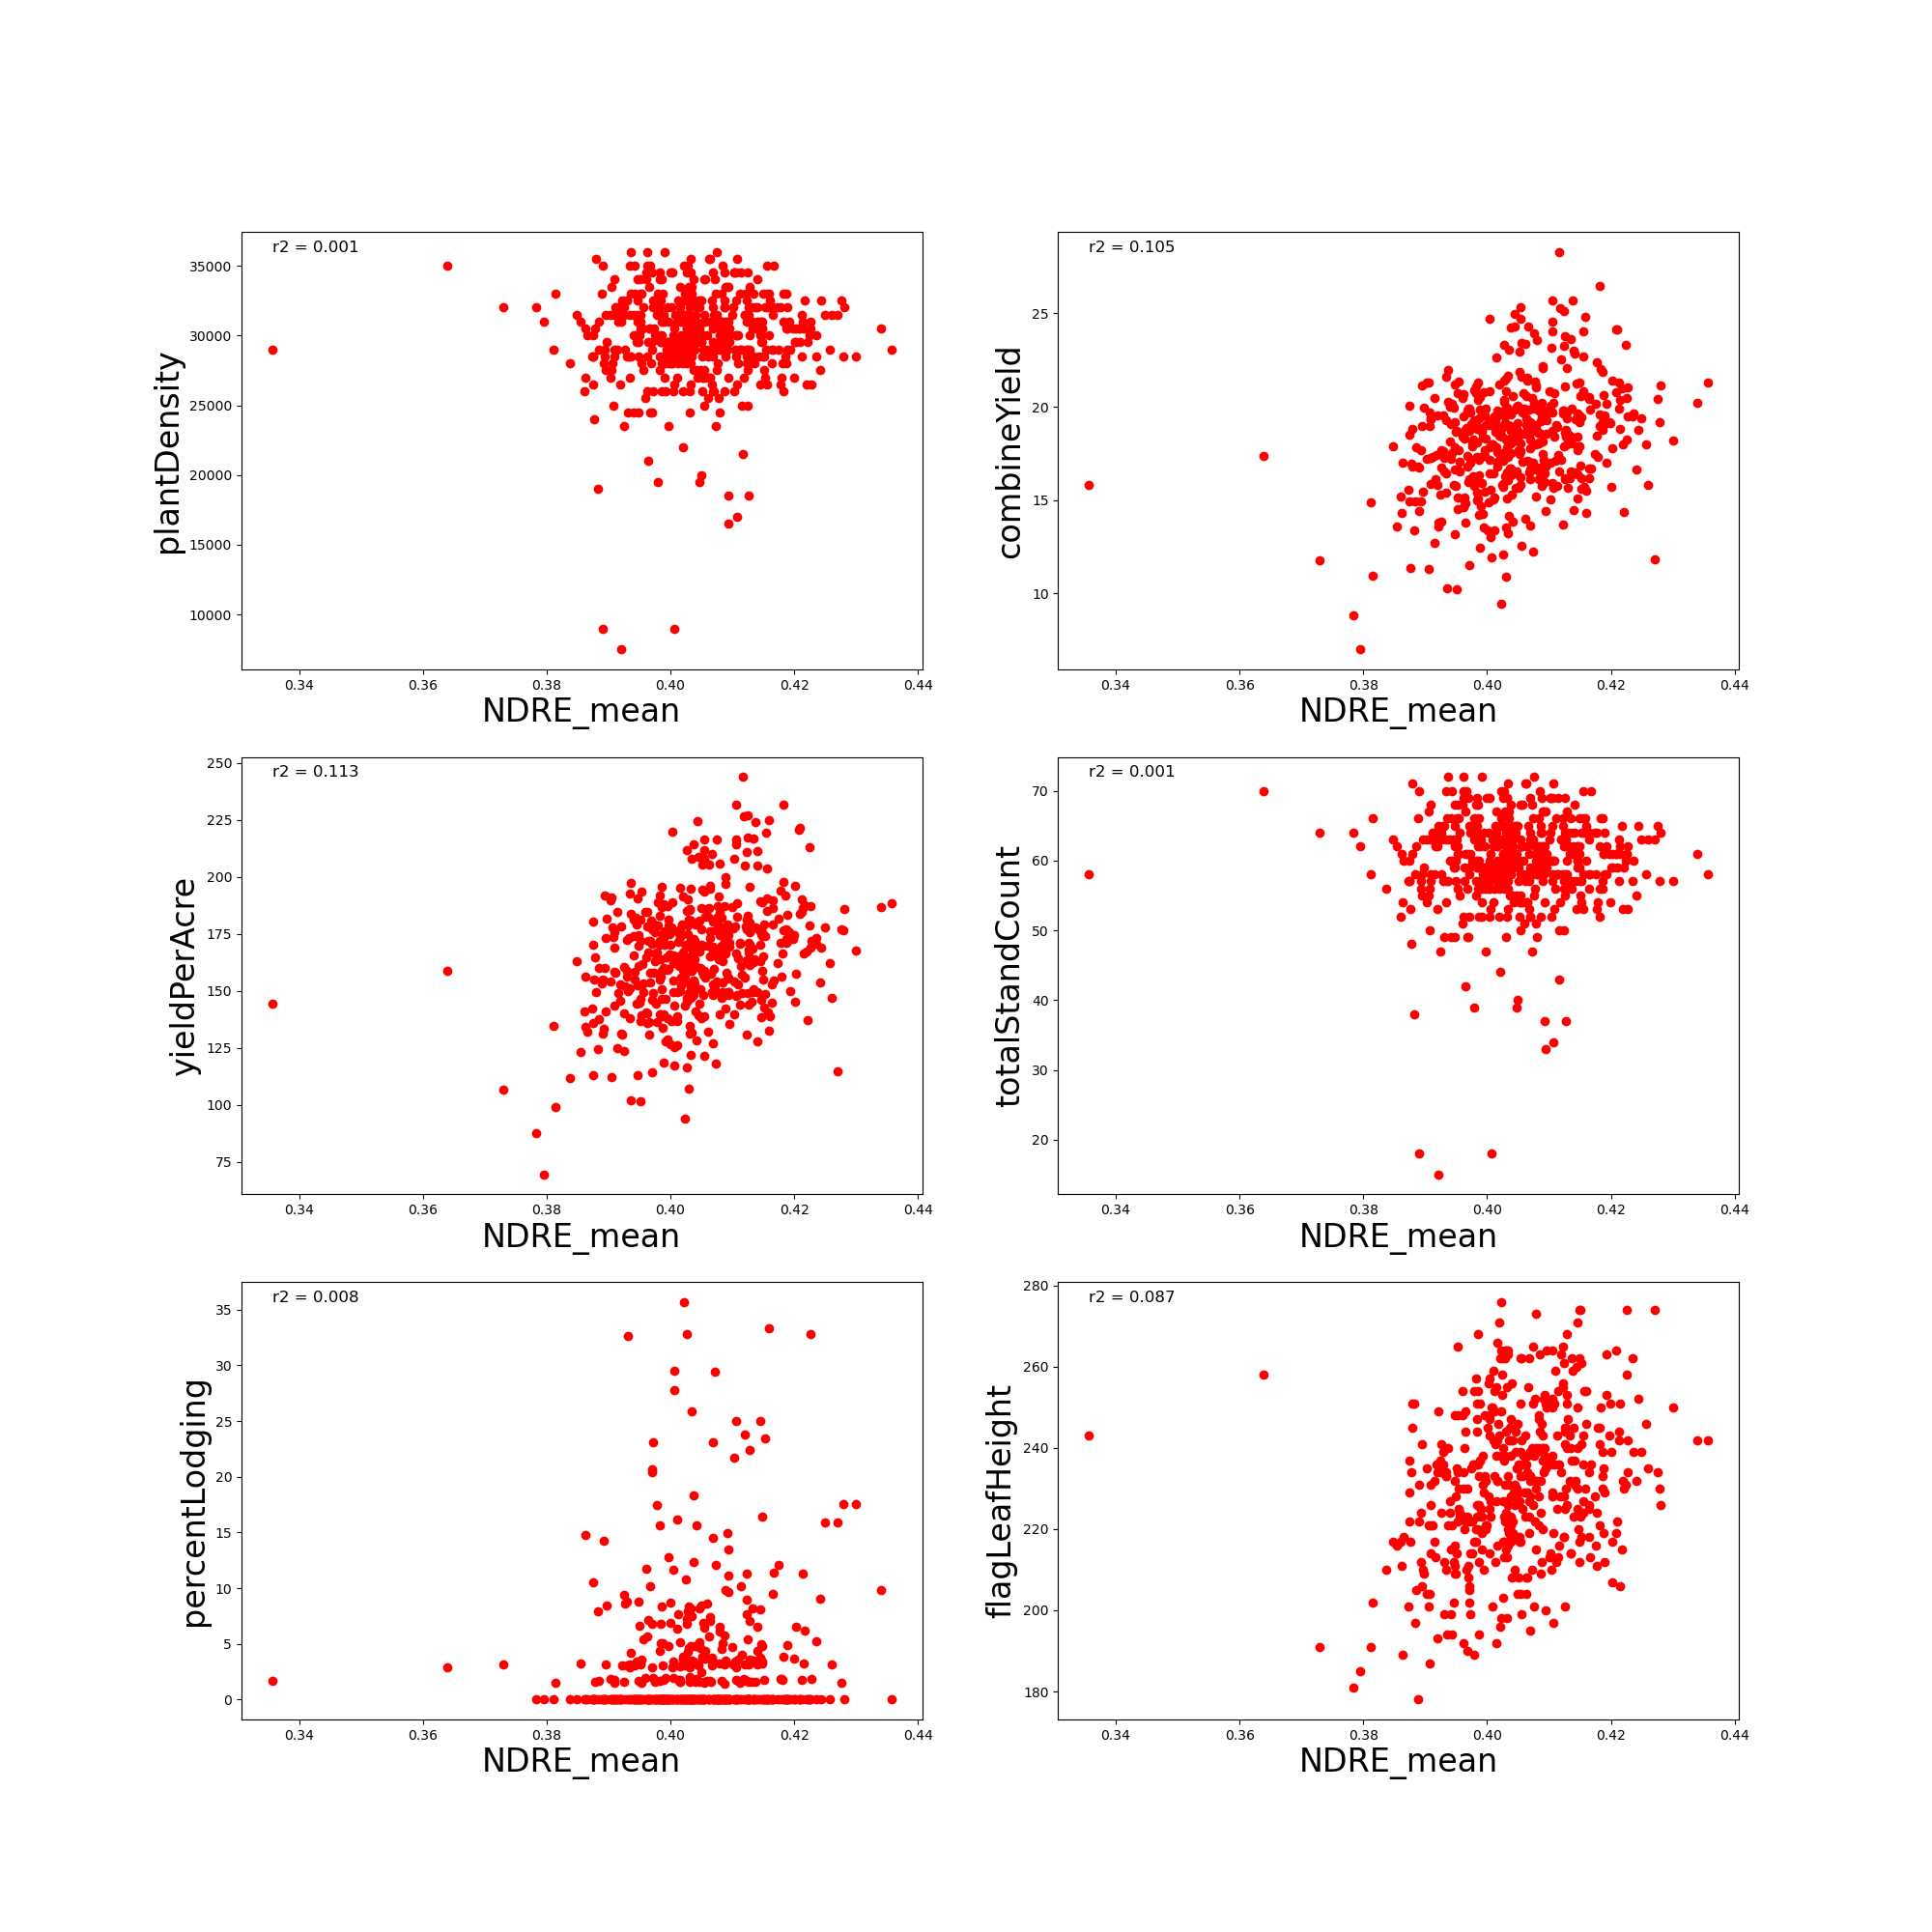 r2 = 0.001
plantDensity
35000
30000
25000
20000
15000
10000
0.34 0.36 0.38 0.40 0.42 0.44
NDRE_mean
r2 = 0.105
combineYield
25
20
15
10
0.34 0.36 0.38 0.40 0.42 0.44
NDRE_mean
r2 = 0.113
yieldPerAcre
250
225
200
175
150
125
100
75
0.34 0.36 0.38 0.40 0.42 0.44
NDRE_mean
r2 = 0.001
totalStandCount
70
60
50
40
30
20
0.34 0.36 0.38 0.40 0.42 0.44
NDRE_mean
r2 = 0.008
percentLodging
35
30
25
20
15
10
5
0
0.34 0.36 0.38 0.40 0.42 0.44
NDRE_mean
r2 = 0.087
flagLeafHeight
280
260
240
220
200
180
0.34 0.36 0.38 0.40 0.42 0.44
NDRE_mean